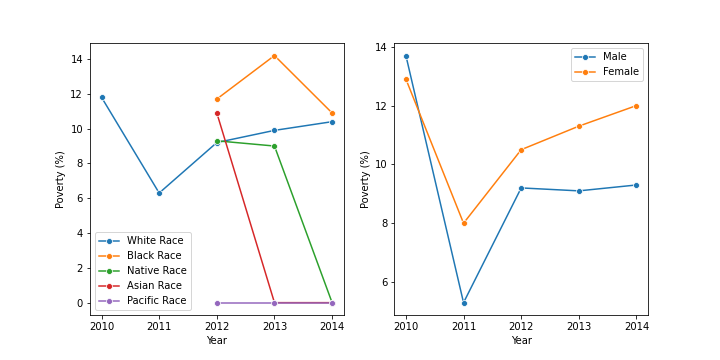 14
12
10
8
6
4
2
0
Poverty (%)
White Race
Black Race
Native Race
Asian Race
Pacific Race
2010 2011 2012 2013 2014
Year
14
12
10
8
6
Poverty (%)
Male
Female
2010 2011 2012 2013 2014
Year